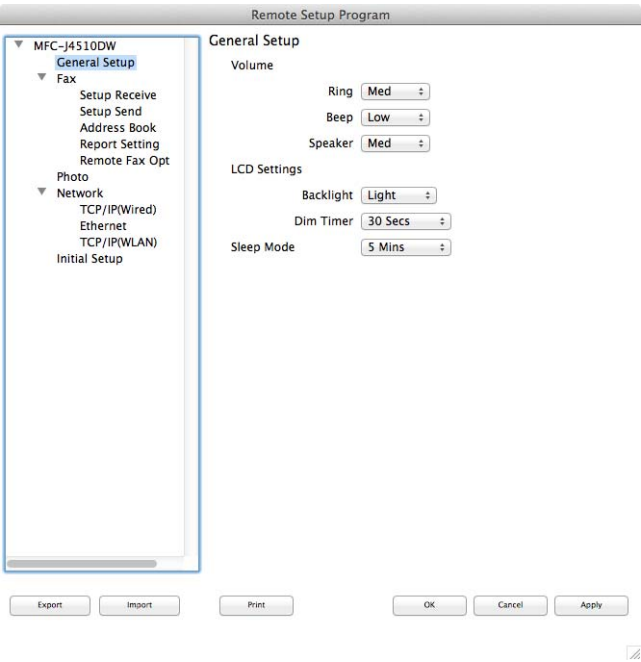 Remote Setup Program
MFC-J4510DW
General Setup
Fax
Setup Receive
Setup Send
Address Book
Report Setting
Remote Fax Opt
Photo
Network
TCP/IP(Wired)
Ethernet
TCP/IP(WLAN)
Initial Setup
General Setup
Volume
Ring Med
Beep Low
Speaker Med
LCD Settings
Backlight Light
Dim Timer 30 Secs
Sleep Mode 5 Mins
Export Import Print OK Cancel Apply